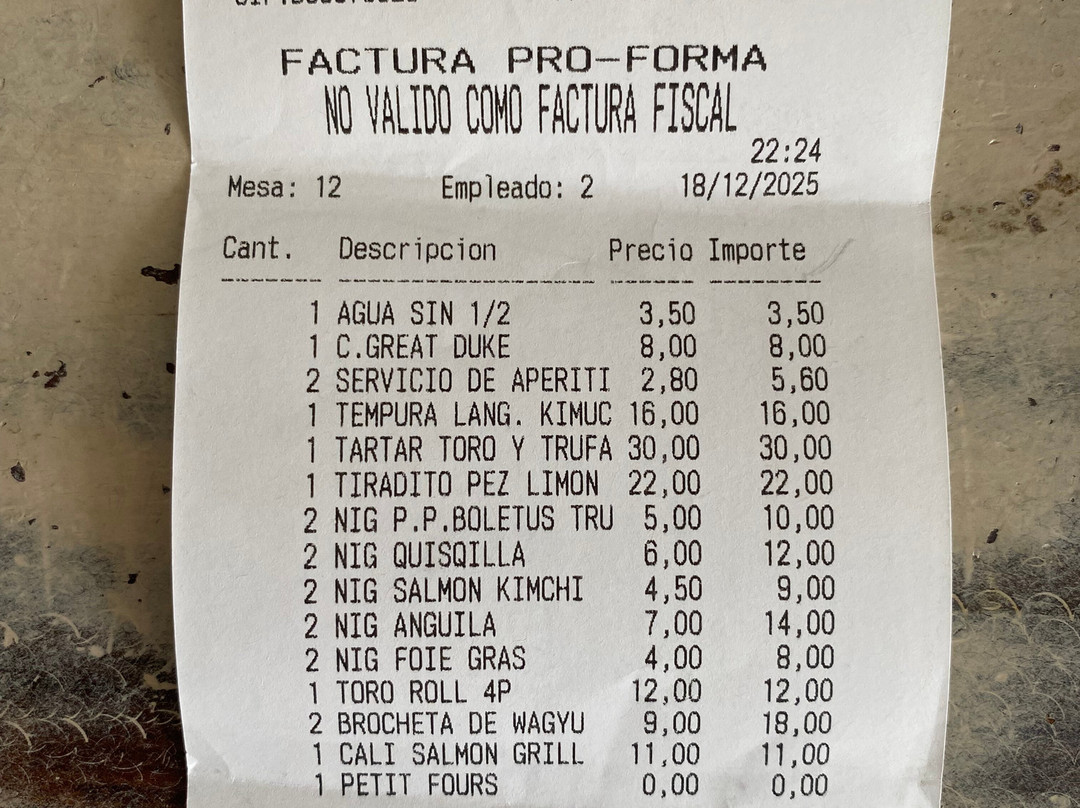 FACTURA PRO-FORMA
NO VALIDO COMO FACTURA FISCAL
22:24
Mesa: 12 Empleado: 2 18/12/2025
Cant. Descripcion Precio Importe
1 AGUA SIN 1/2 3,50 3,50
1 C.GREAT DUKE 8,00 8,00
2 SERVICIO DE APERITI 2,80 5,60
1 TEMPURA LANG. KIMUC 16,00 16,00
1 TARTAR TORO Y TRUFA 30,00 30,00
1 TIRADITO PEZ LIMON 22,00 22,00
2 NIG P.P.BOLETUS TRU 5,00 10,00
2 NIG QUISQILLA 6,00 12,00
2 NIG SALMON KIMCHI 4,50 9,00
2 NIG ANGUILA 7,00 14,00
2 NIG FOIE GRAS 4,00 8,00
1 TORO ROLL 4P 12,00 12,00
2 BROCHETA DE WAGYU 9,00 18,00
1 CALI SALMON GRILL 11,00 11,00
1 PETIT FOURS 0,00 0,00